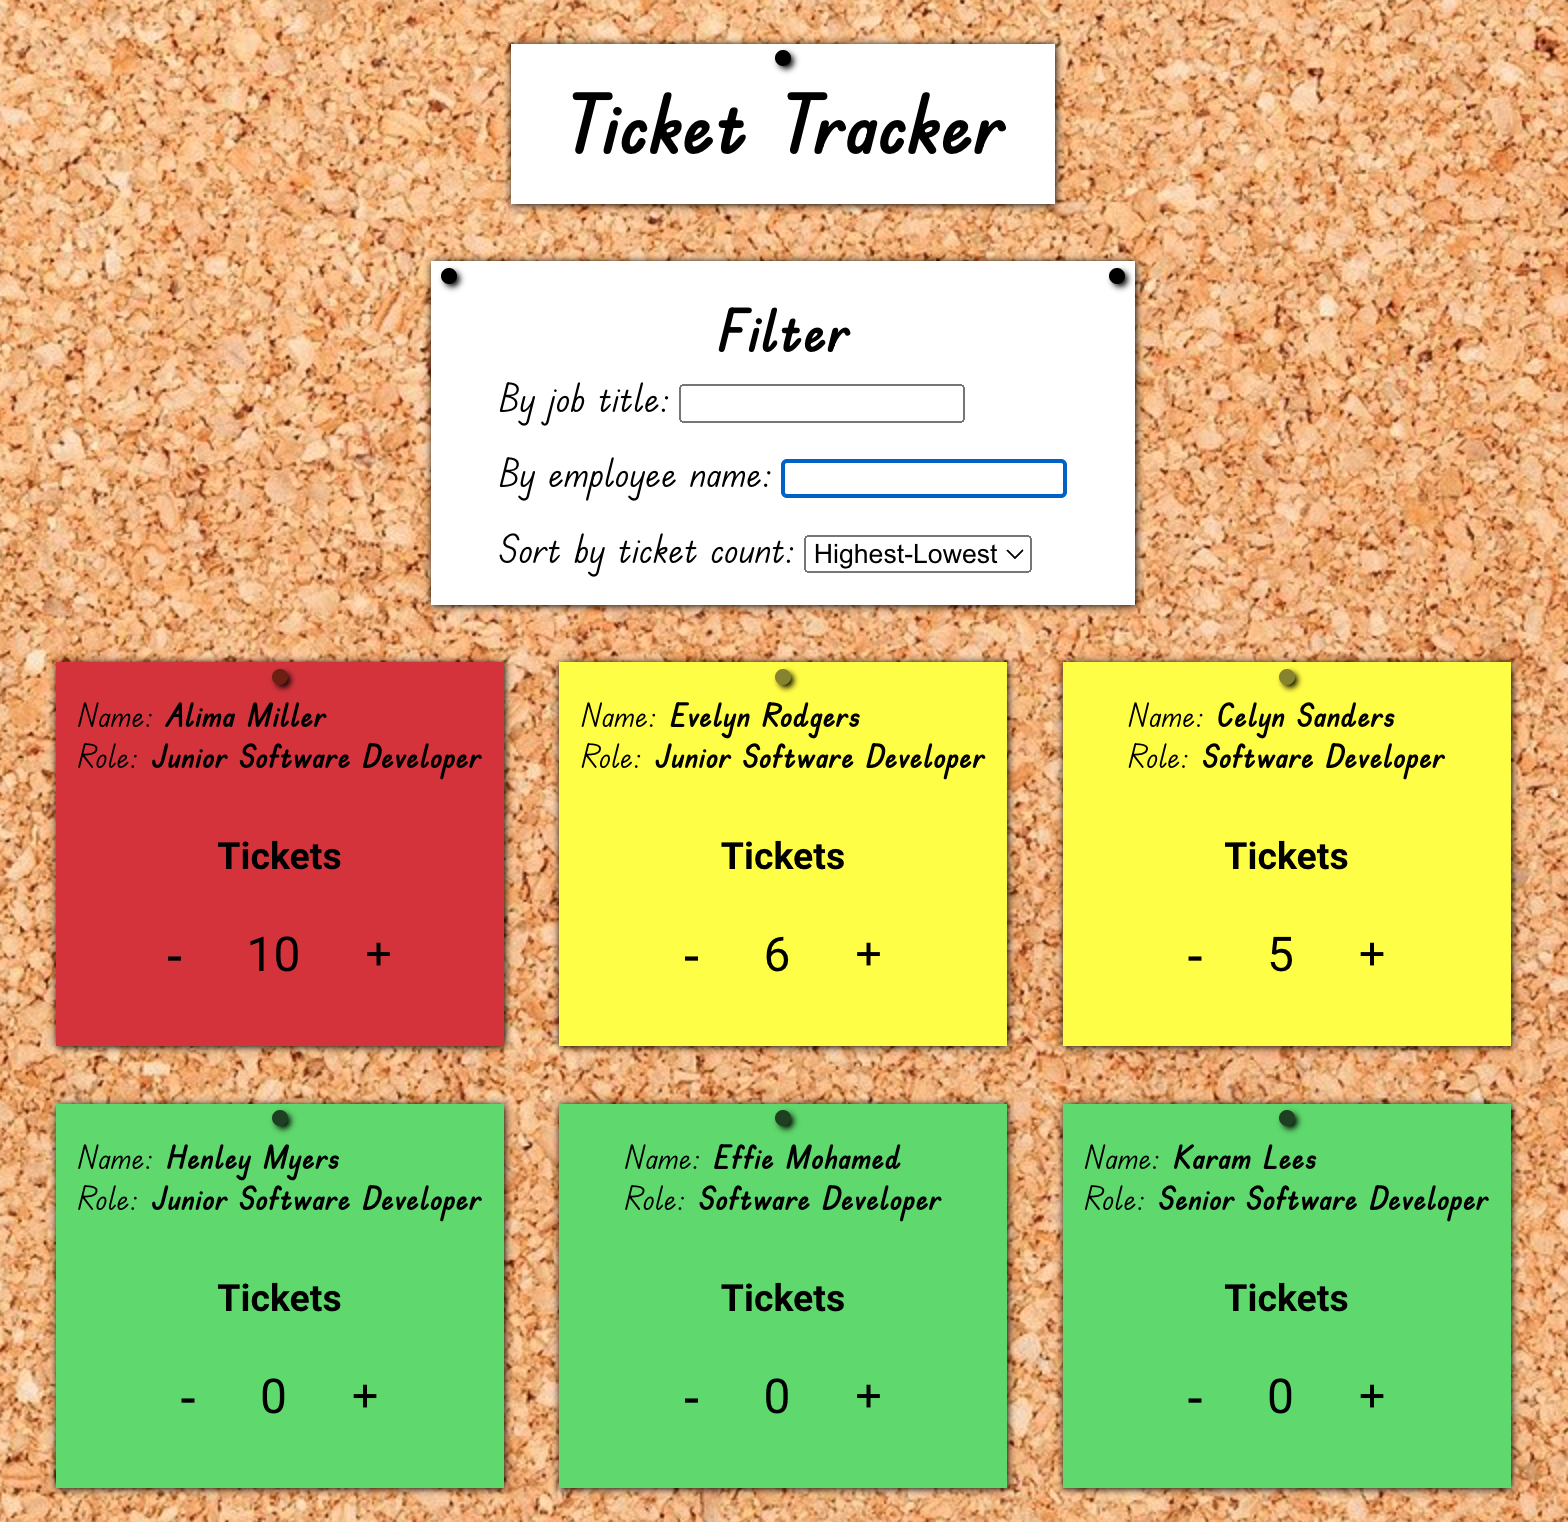 Ticket Tracker
Filter
By job title:
By employee name:
Sort by ticket count: Highest-Lowest
Name: Alima Miller
Role: Junior Software Developer
Tickets
- 10 +
Name: Evelyn Rodgers
Role: Junior Software Developer
Tickets
- 6 +
Name: Celyn Sanders
Role: Software Developer
Tickets
- 5 +
Name: Henley Myers
Role: Junior Software Developer
Tickets
- 0 +
Name: Effie Mohamed
Role: Software Developer
Tickets
- 0 +
Name: Karam Lees
Role: Senior Software Developer
Tickets
- 0 +